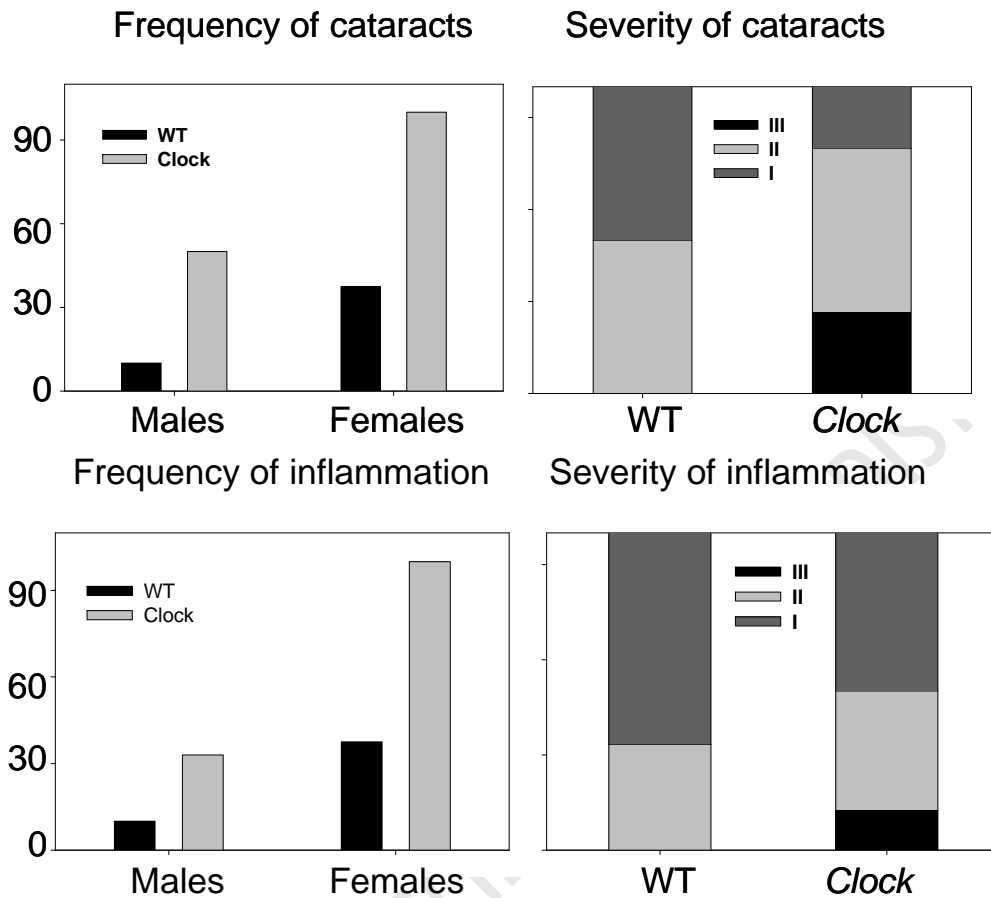 Frequency of cataracts
90
60
30
0
WT
Clock
Males
Females
Severity of cataracts
III
II
I
WT
Clock
Frequency of inflammation
90
60
30
0
WT
Clock
Males
Females
Severity of inflammation
III
II
I
WT
Clock